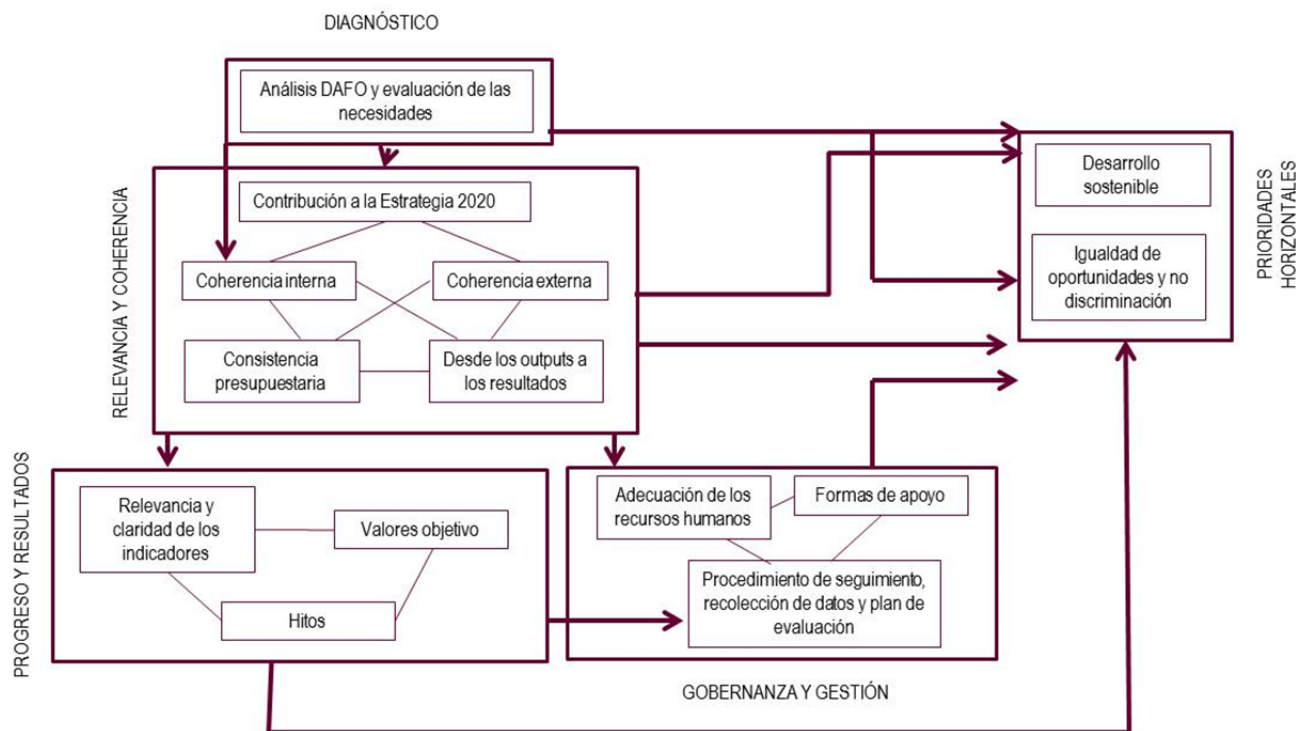 DIAGNÓSTICO
Análisis DAFO y evaluación de las
necesidades
RELEVANCIA Y COHERENCIA
Contribución a la Estrategia 2020
Coherencia interna
Coherencia externa
Consistencia
presupuestaria
Desde los outputs a
los resultados
Desarrollo
sostenible
Igualdad de
oportunidades y no
discriminación
PRIORIDADES
HORIZONTALES
PROGRESO Y RESULTADOS
Relevancia y
claridad de los
indicadores
Valores objetivo
Hitos
Adecuación de los
recursos humanos
Formas de apoyo
Procedimiento de seguimiento,
recolección de datos y plan de
evaluación
GOBERNANZA Y GESTIÓN